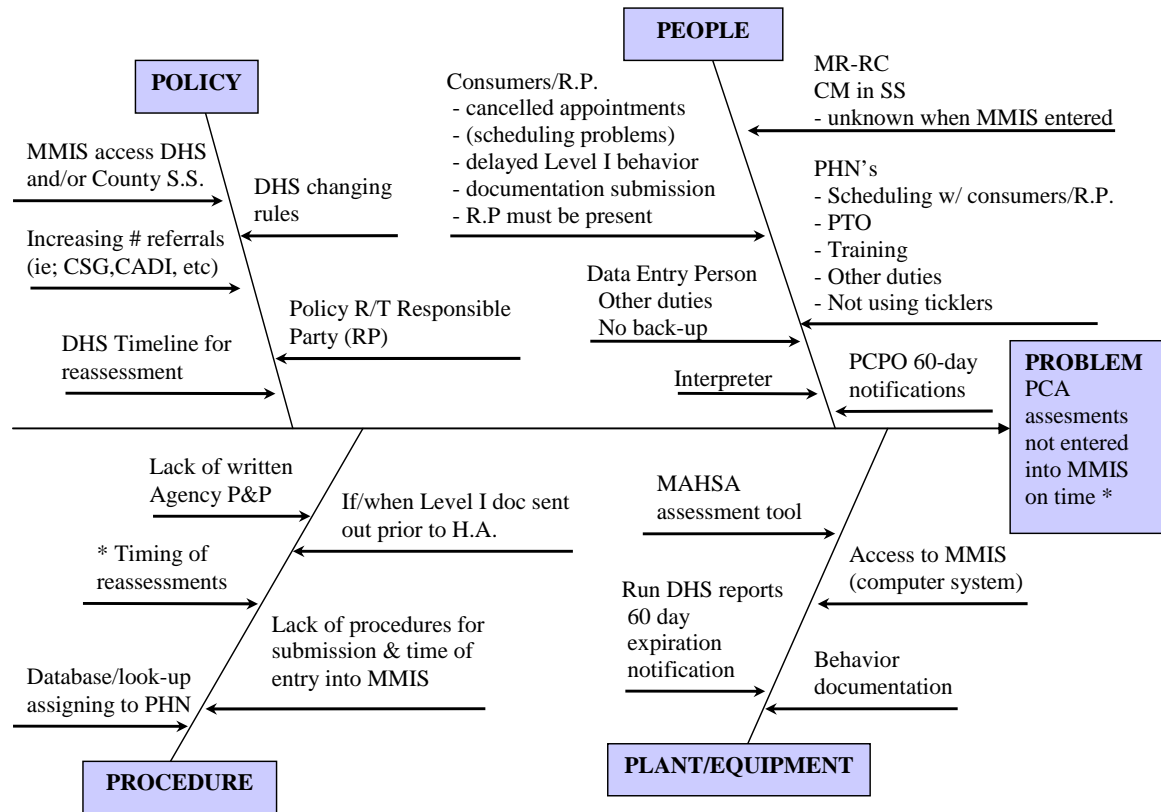 POLICY
MMIS access DHS
and/or County S.S.
DHS changing
rules
Increasing # referrals
(ie; CSG,CADI, etc)
Policy R/T Responsible
Party (RP)
DHS Timeline for
reassessment
PEOPLE
Consumers/R.P.
- cancelled appointments
- (scheduling problems)
- delayed Level I behavior
- documentation submission
- R.P must be present
MR-RC
CM in SS
- unknown when MMIS entered
PHN's
- Scheduling w/ consumers/R.P.
- PTO
- Training
- Other duties
- Not using ticklers
Data Entry Person
Other duties
No back-up
Interpreter
PCPO 60-day
notifications
PROBLEM
PCA
assesments
not entered
into MMIS
on time *
Lack of written
Agency P&P
If/when Level I doc sent
out prior to H.A.
* Timing of
reassessments
Lack of procedures for
submission & time of
entry into MMIS
Database/look-up
assigning to PHN
PROCEDURE
MAHSA
assessment tool
Access to MMIS
(computer system)
Run DHS reports
60 day
expiration
notification
Behavior
documentation
PLANT/EQUIPMENT